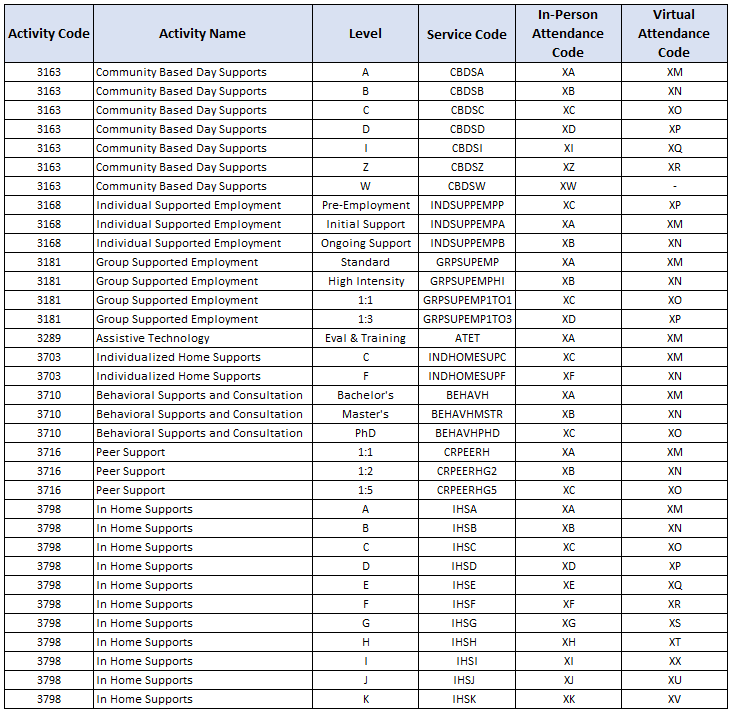 Activity Code Activity Name Level Service Code In-Person Attendance Code Virtual Attendance Code
3163 Community Based Day Supports A CBDSA XA XM
3163 Community Based Day Supports B CBDSB XB XN
3163 Community Based Day Supports C CBDSC XC XO
3163 Community Based Day Supports D CBDSD XD XP
3163 Community Based Day Supports I CBDSI XI XQ
3163 Community Based Day Supports Z CBDSZ XZ XR
3163 Community Based Day Supports W CBDSW XW -
3168 Individual Supported Employment Pre-Employment INDSUPPEMPP XC XP
3168 Individual Supported Employment Initial Support INDSUPPEMPA XA XM
3168 Individual Supported Employment Ongoing Support INDSUPPEMPB XB XN
3181 Group Supported Employment Standard GRPSUPEMP XA XM
3181 Group Supported Employment High Intensity GRPSUPEMPHI XB XN
3181 Group Supported Employment 1:1 GRPSUPEMP1TO1 XC XO
3181 Group Supported Employment 1:3 GRPSUPEMP1TO3 XD XP
3289 Assistive Technology Eval & Training ATET XA XM
3703 Individualized Home Supports C INDHOMESUPC XC XM
3703 Individualized Home Supports F INDHOMESUPF XF XN
3710 Behavioral Supports and Consultation Bachelor's BEHAVH XA XM
3710 Behavioral Supports and Consultation Master's BEHAVHMSTR XB XN
3710 Behavioral Supports and Consultation PhD BEHAVHPHD XC XO
3716 Peer Support 1:1 CRPEERH XA XM
3716 Peer Support 1:2 CRPEERHG2 XB XN
3716 Peer Support 1:5 CRPEERHG5 XC XO
3798 In Home Supports A IHSA XA XM
3798 In Home Supports B IHSB XB XN
3798 In Home Supports C IHSC XC XO
3798 In Home Supports D IHSD XD XP
3798 In Home Supports E IHSE XE XQ
3798 In Home Supports F IHSF XF XR
3798 In Home Supports G IHSG XG XS
3798 In Home Supports H IHSH XH XT
3798 In Home Supports I IHSI XI XX
3798 In Home Supports J IHSJ XJ XU
3798 In Home Supports K IHSK XK XV